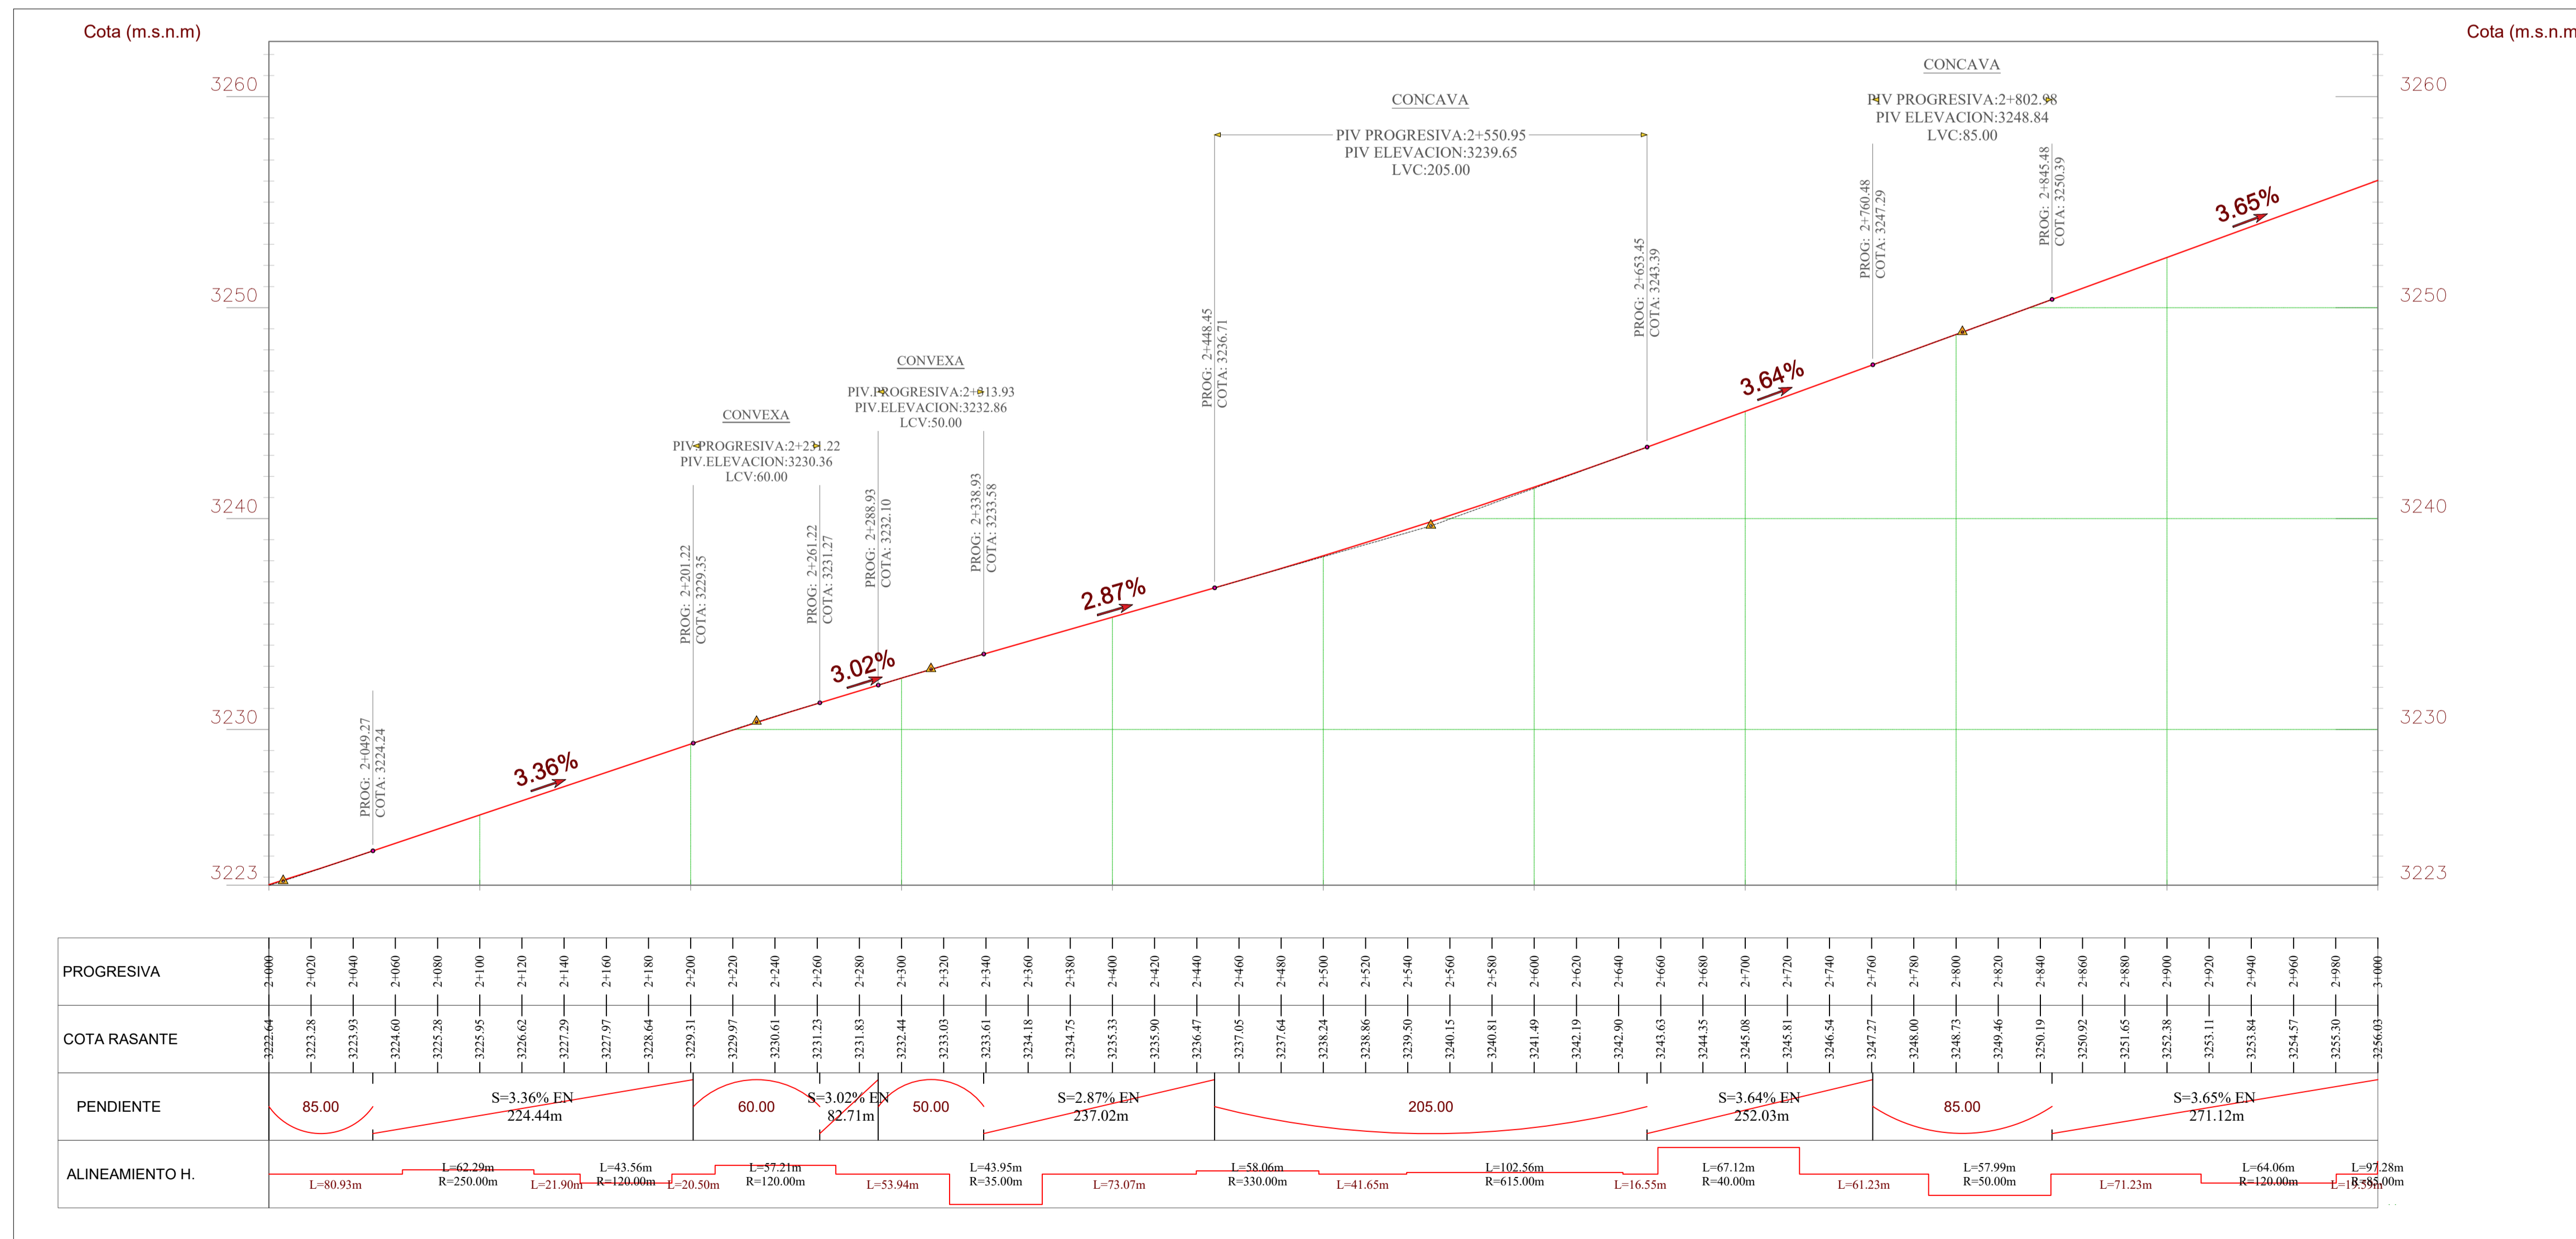 Cota (m.s.n.m)
Cota (m.s.n.m
3260
3250
3240
3230
3223
3260
3250
3240
3230
3223
PROG: 2+049.27
COTA: 3224.24
3.36%
CONVEXA
PIV.PROGRESIVA:2+231.22
PIV.ELEVACION:3230.36
LCV:60.00
PROG: 2+201.22
COTA: 3229.35
PROG: 2+261.22
COTA: 3231.27
3.02%
CONVEXA
PIV.PROGRESIVA:2+313.93
PIV.ELEVACION:3232.86
LCV:50.00
PROG: 2+288.93
COTA: 3232.10
PROG: 2+338.93
COTA: 3233.58
2.87%
CONCAVA
PIV PROGRESIVA:2+550.95
PIV ELEVACION:3239.65
LVC:205.00
PROG: 2+448.45
COTA: 3236.71
PROG: 2+653.45
COTA: 3243.39
3.64%
CONCAVA
PIV PROGRESIVA:2+802.98
PIV ELEVACION:3248.84
LVC:85.00
PROG: 2+760.48
COTA: 3247.29
PROG: 2+845.48
COTA: 3250.39
3.65%
PROGRESIVA 2+000 2+020 2+040 2+060 2+080 2+100 2+120 2+140 2+160 2+180 2+200 2+220 2+240 2+260 2+280 2+300 2+320 2+340 2+360 2+380 2+400 2+420 2+440 2+460 2+480 2+500 2+520 2+540 2+560 2+580 2+600 2+620 2+640 2+660 2+680 2+700 2+720 2+740 2+760 2+780 2+800 2+820 2+840 2+860 2+880 2+900 2+920 2+940 2+960 2+980 3+000
COTA RASANTE 3222.64 3223.28 3223.93 3224.60 3225.28 3225.95 3226.62 3227.29 3227.97 3228.64 3229.31 3229.97 3230.61 3231.23 3231.83 3232.44 3233.03 3233.61 3234.18 3234.75 3235.33 3235.90 3236.47 3237.05 3237.64 3238.24 3238.86 3239.50 3240.15 3240.81 3241.49 3242.19 3242.90 3243.63 3244.35 3245.08 3245.81 3246.54 3247.27 3248.00 3248.73 3249.46 3250.19 3250.92 3251.65 3252.38 3253.11 3253.84 3254.57 3255.30 3256.03
PENDIENTE
85.00
S=3.36% EN
224.44m
60.00
S=3.02% EN
82.71m
50.00
S=2.87% EN
237.02m
205.00
S=3.64% EN
252.03m
85.00
S=3.65% EN
271.12m
ALINEAMIENTO H.
L=80.93m
L=62.29m
R=250.00m
L=21.90m
L=43.56m
R=120.00m
L=20.50m
L=57.21m
R=120.00m
L=53.94m
L=43.95m
R=35.00m
L=73.07m
L=58.06m
R=330.00m
L=41.65m
L=102.56m
R=615.00m
L=16.55m
L=67.12m
R=40.00m
L=61.23m
L=57.99m
R=50.00m
L=71.23m
L=64.06m
R=120.00m
L=19.59m
L=97.28m
R=85.00m